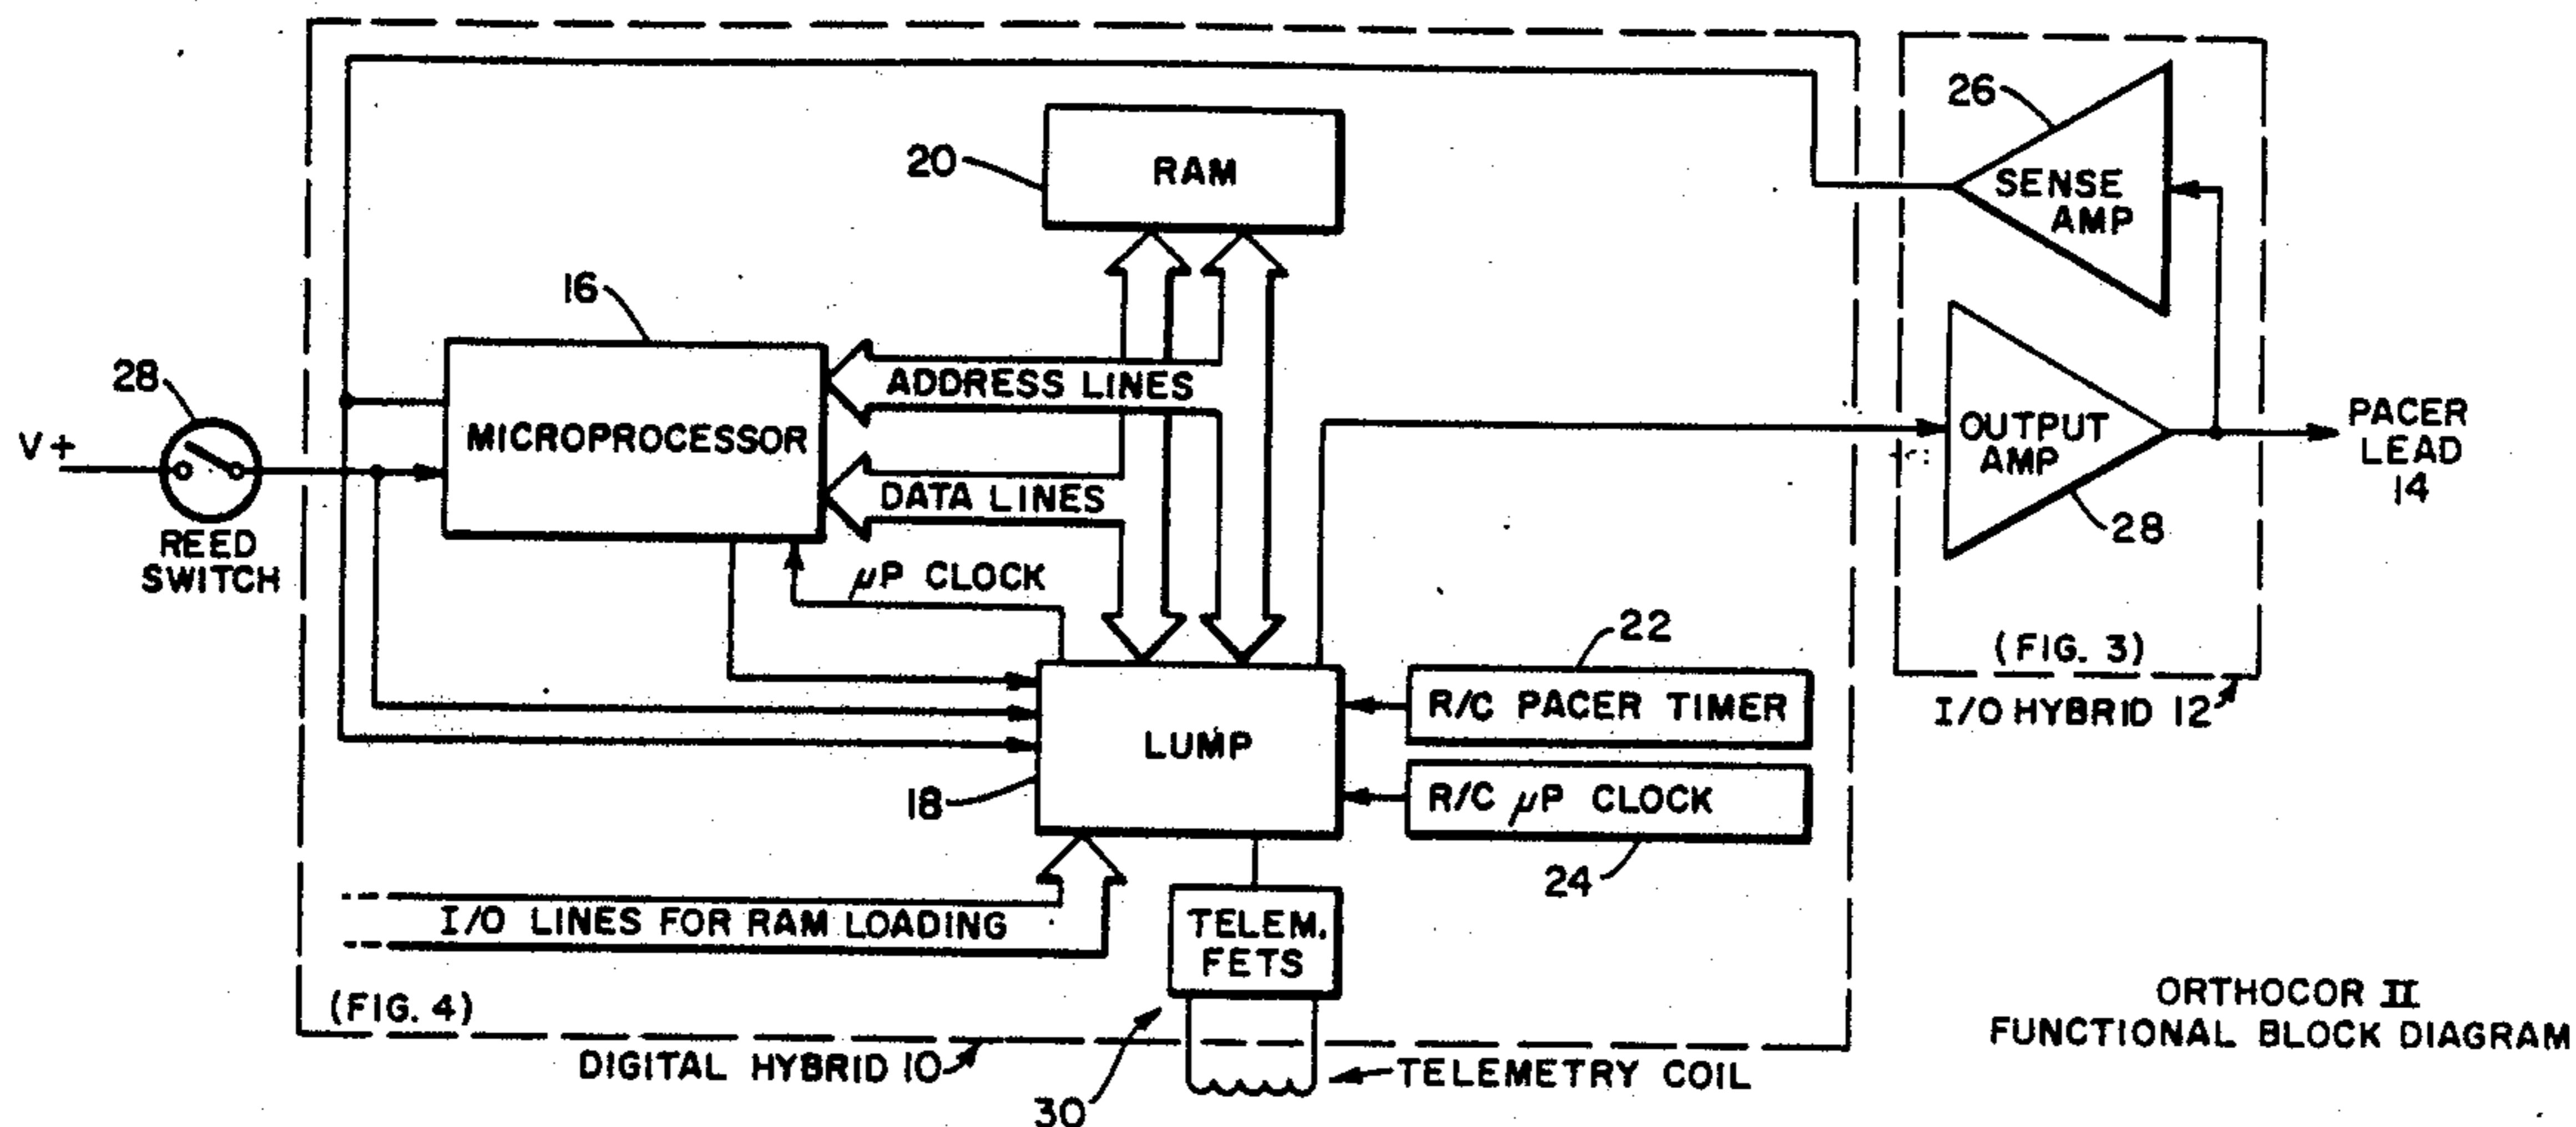 26
20
RAM
SENSE
AMP
16
28
ADDRESS LINES
V+
MICROPROCESSOR
OUTPUT
AMP
PACER
LEAD
14
DATA LINES
28
REED
SWITCH
μP CLOCK
22
(FIG. 3)
R/C PACER TIMER
I/O HYBRID 12
LUMP
18
R/C μP CLOCK
24
I/O LINES FOR RAM LOADING
TELEM.
FETS
(FIG. 4)
ORTHOCOR II
FUNCTIONAL BLOCK DIAGRAM
DIGITAL HYBRID 10
TELEMETRY COIL
30